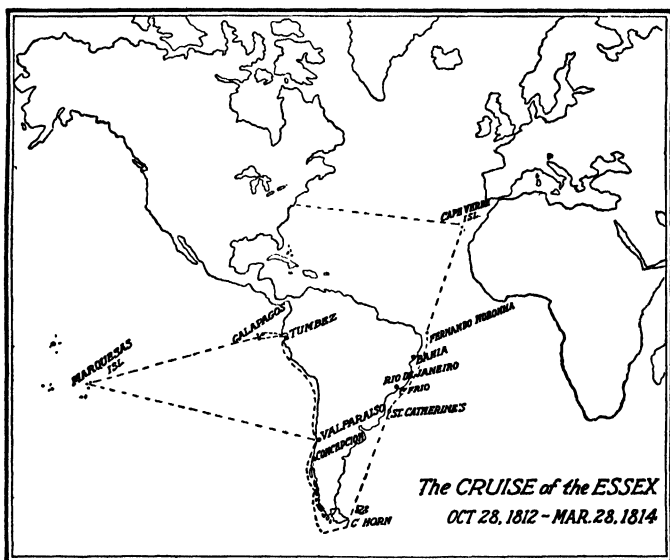 CAPE VERDE
ISL.
GALAPAGOS
TUMBEZ
FERNANDO NORONHA
BAHIA
MARQUESAS
ISL.
RIO DE JANEIRO
FRIO
VALPARAISO
ST. CATHERINE'S
CONCEPCION
C. HORN
The CRUISE of the ESSEX
OCT 28, 1812 - MAR. 28, 1814